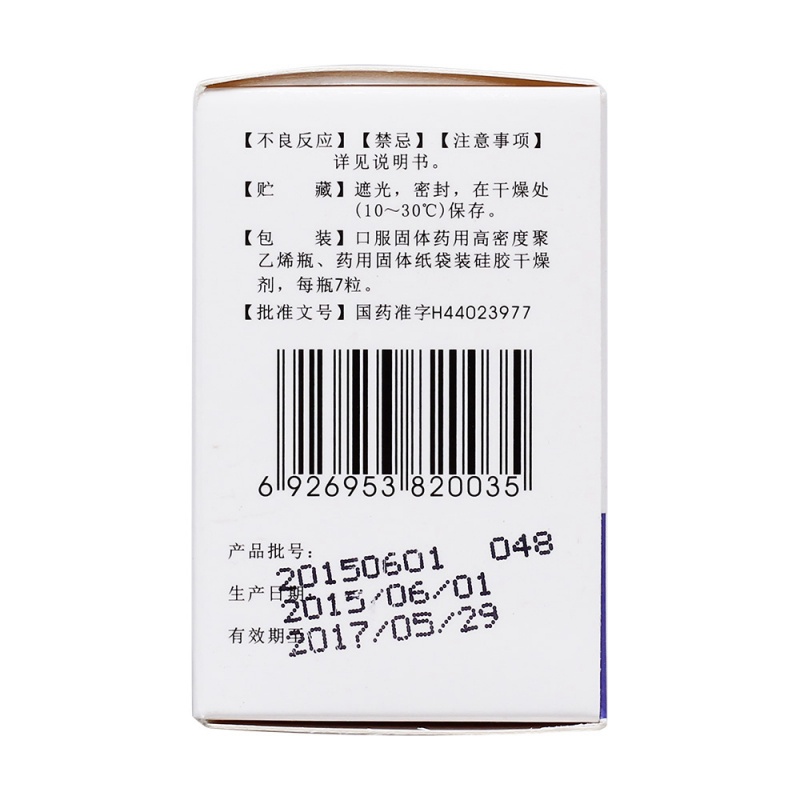 【不良反应】【禁忌】【注意事项】
详见说明书。
【贮　　藏】遮光，密封，在干燥处
(10～30℃)保存。
【包　　装】口服固体药用高密度聚
乙烯瓶、药用固体纸袋装硅胶干燥
剂，每瓶7粒。
【批准文号】国药准字H44023977
6 926953 820035
产品批号： 20150601 048
生产日期： 2015/06/01
有效期至： 2017/05/29